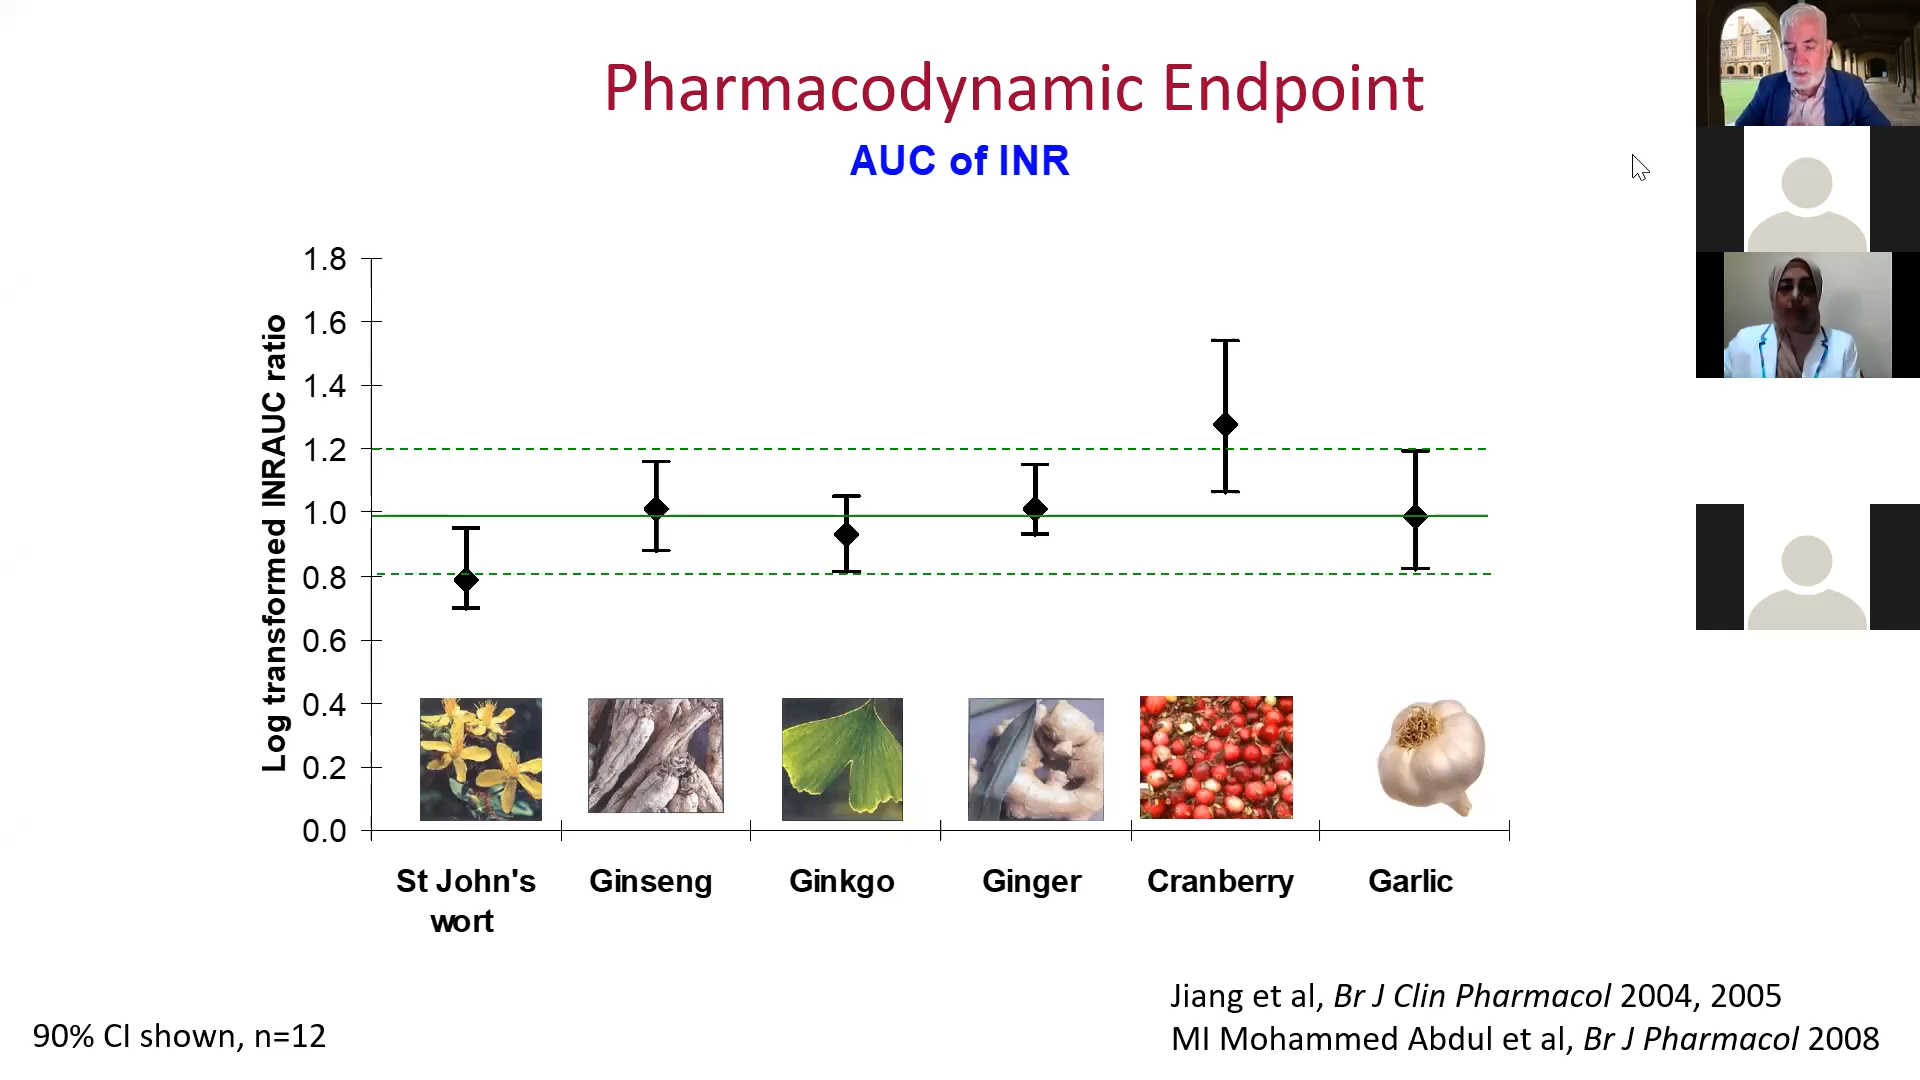 Pharmacodynamic Endpoint
AUC of INR
Log transformed INRAUC ratio
1.8
1.6
1.4
1.2
1.0
0.8
0.6
0.4
0.2
0.0
St John's
wort
Ginseng
Ginkgo
Ginger
Cranberry
Garlic
90% CI shown, n=12
Jiang et al, Br J Clin Pharmacol 2004, 2005
MI Mohammed Abdul et al, Br J Pharmacol 2008